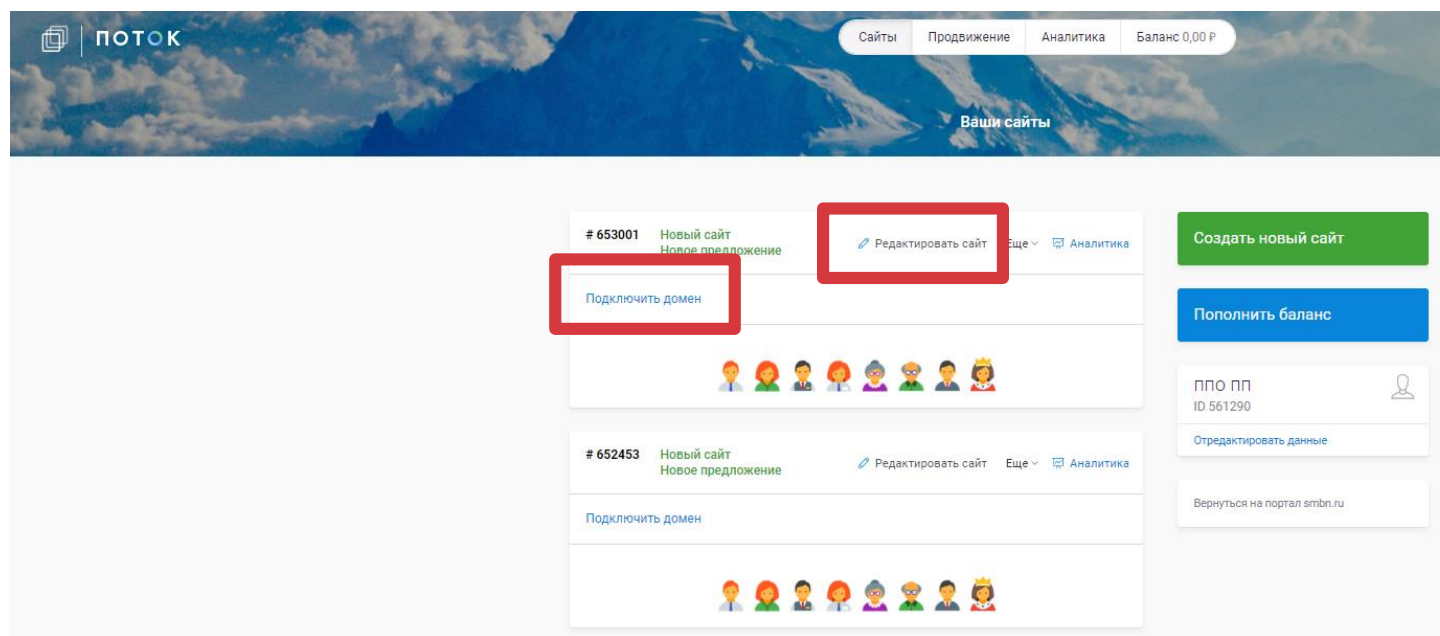 ПОТОК
Сайты Продвижение Аналитика Баланс 0,00 ₽
Ваши сайты
# 653001 Новый сайт
Новое предложение
Редактировать сайт Еще Аналитика
Подключить домен
# 652453 Новый сайт
Новое предложение
Редактировать сайт Еще Аналитика
Подключить домен
Создать новый сайт
Пополнить баланс
ППО ПП
ID 561290
Отредактировать данные
Вернуться на портал smbn.ru